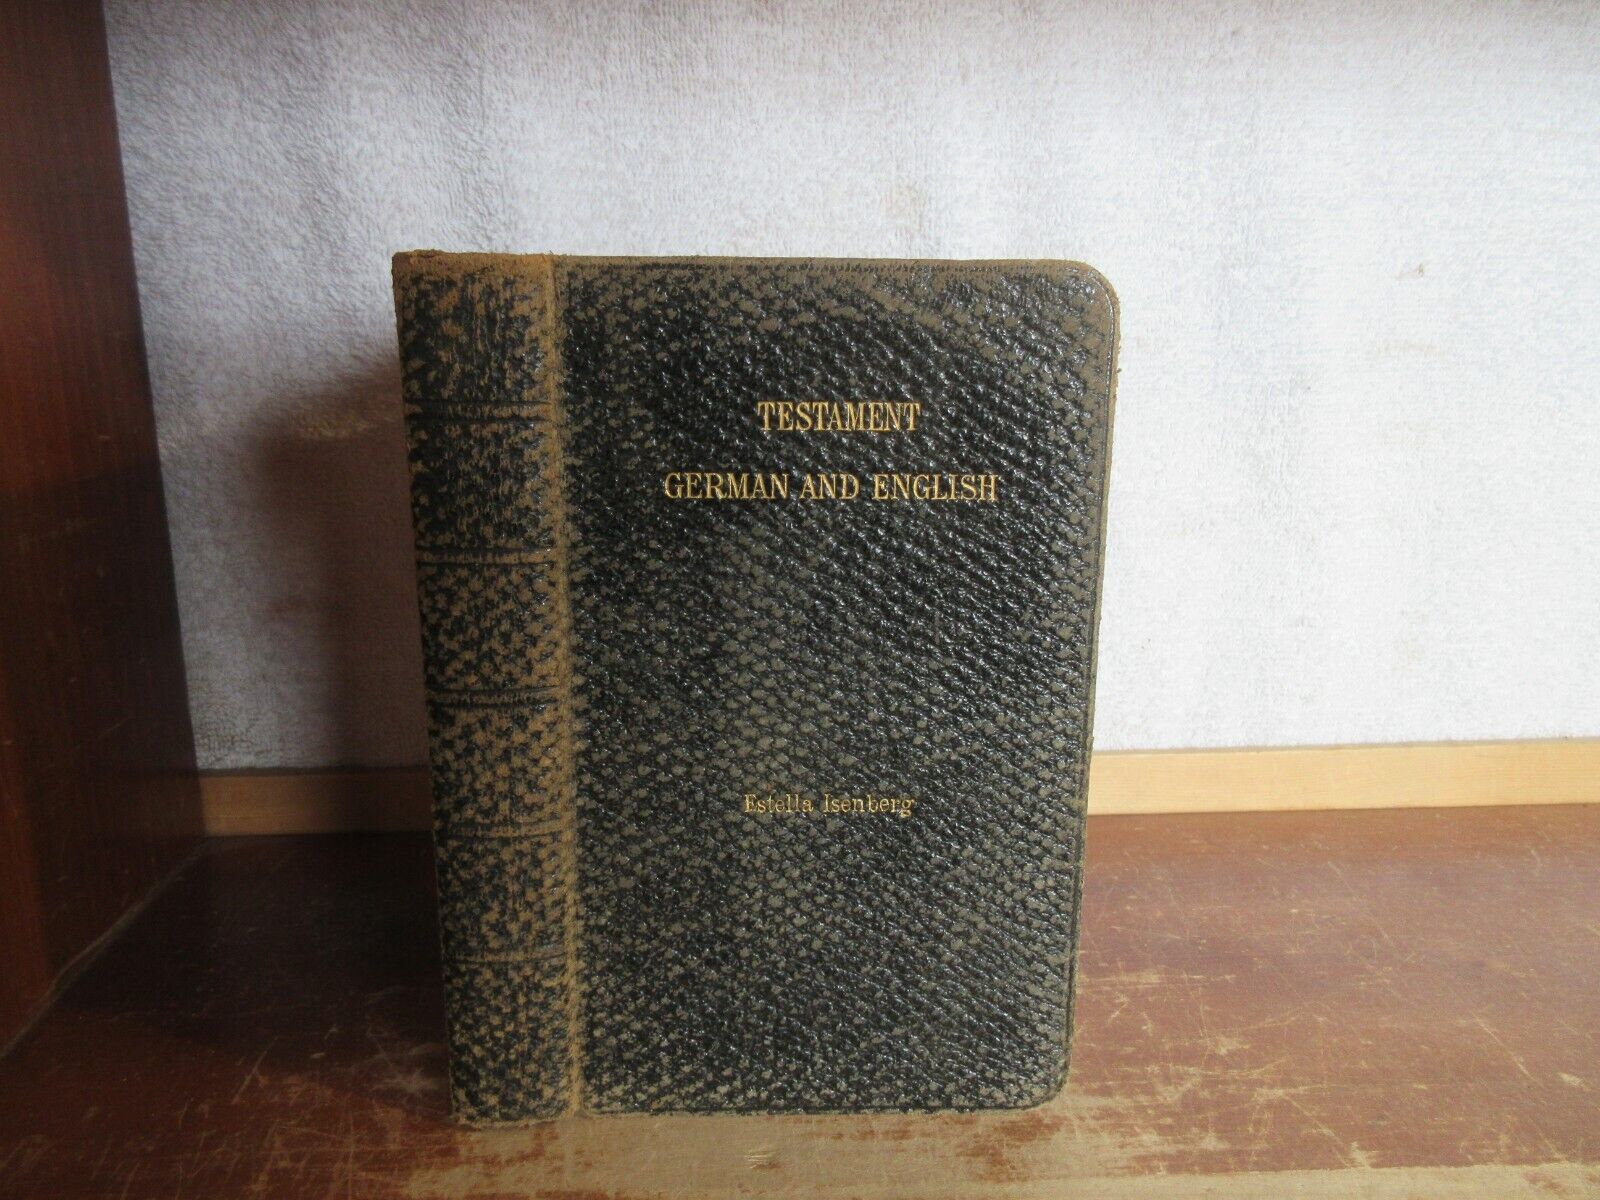 TESTAMENT
GERMAN AND ENGLISH
Estella Isenberg